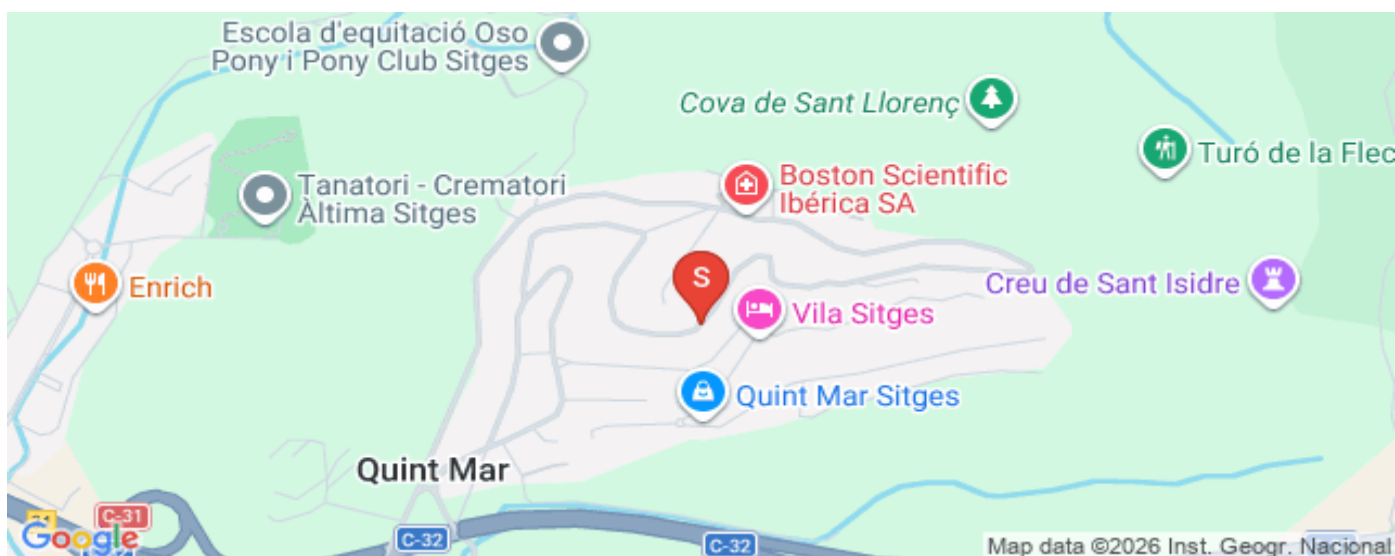 Escola d'equitació Oso
Pony i Pony Club Sitges
Cova de Sant Llorenç
Turó de la Flec
Boston Scientific
Ibérica SA
Tanatori - Crematori
Àltima Sitges
S
Creu de Sant Isidre
Enrich
Vila Sitges
Quint Mar Sitges
Quint Mar
C-31
C-32
C-32
Google
Map data ©2026 Inst. Geogr. Nacional